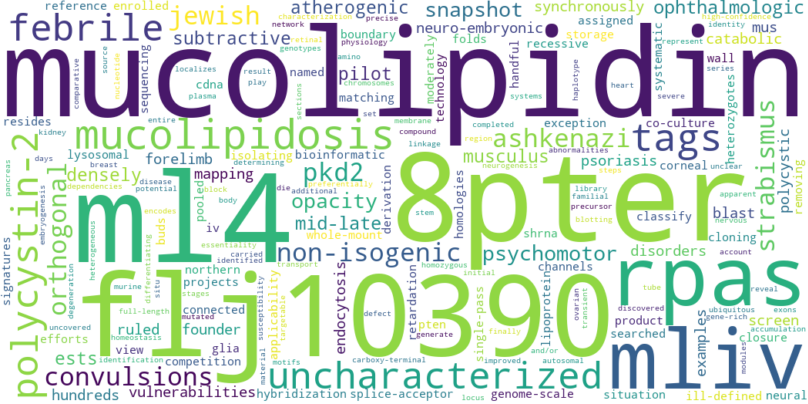 reference enrolled jewish atherogenic snapshot synchronously ophthalmologic
febrile characterization precise assigned high-confidence identity
subtractive network physiology boundary neuro-embryonic recessive storage mus catabolic
comparative source nucleotide sequencing named pilot amino folds systematic wall represent
mucolipidin
localizes result plasma play retinal genotypes chromosomes haplotype heart systems severe series
cdna matching sections set moderately technology handful heterozygotes
resides entire membrane compound co-culture exception completed abnormalities network
mucolipidosis ashkenazi tags
kidney isolating determining linkage region neurogenesis unclear
days lysosomal breast forelimb bioinformatic musculus psoriasis corneal blast strabismus polycystic removing
polycystin-2 densely mapping pkd2 preferentially homologies library familial precursor apparent nervous
pancreas dependencies embryogenesis disease potential block additional die steps
orthogonal ml4 opacity derivation stem 8pter
buds encodes body pooled iv mid-late whole-mount shrna blotting classify cloning account
signatures heterogeneous essentiality carried identified non-isogenic psychomotor disorders
northern transport homozygous initial channels rpas
degeneration murine stages situ projects
full-length connected flj10390 endocytosis retardation lipoprotein single-pass ovarian transient tube reveal
uncovered homeostasis mutated susceptibility applicability targetable defect pten generate discovered ubiquitous exons
efforts ruled founder product gene-rich accumulation
identification differentiating view glia material finally improved and/or autosomal searched screen closure
ests competition motifs carboxy-terminal mliv examples modules
convulsions uncharacterized
hundreds vulnerabilities hybridization splice-acceptor locus genome-scale situation ill-defined neural